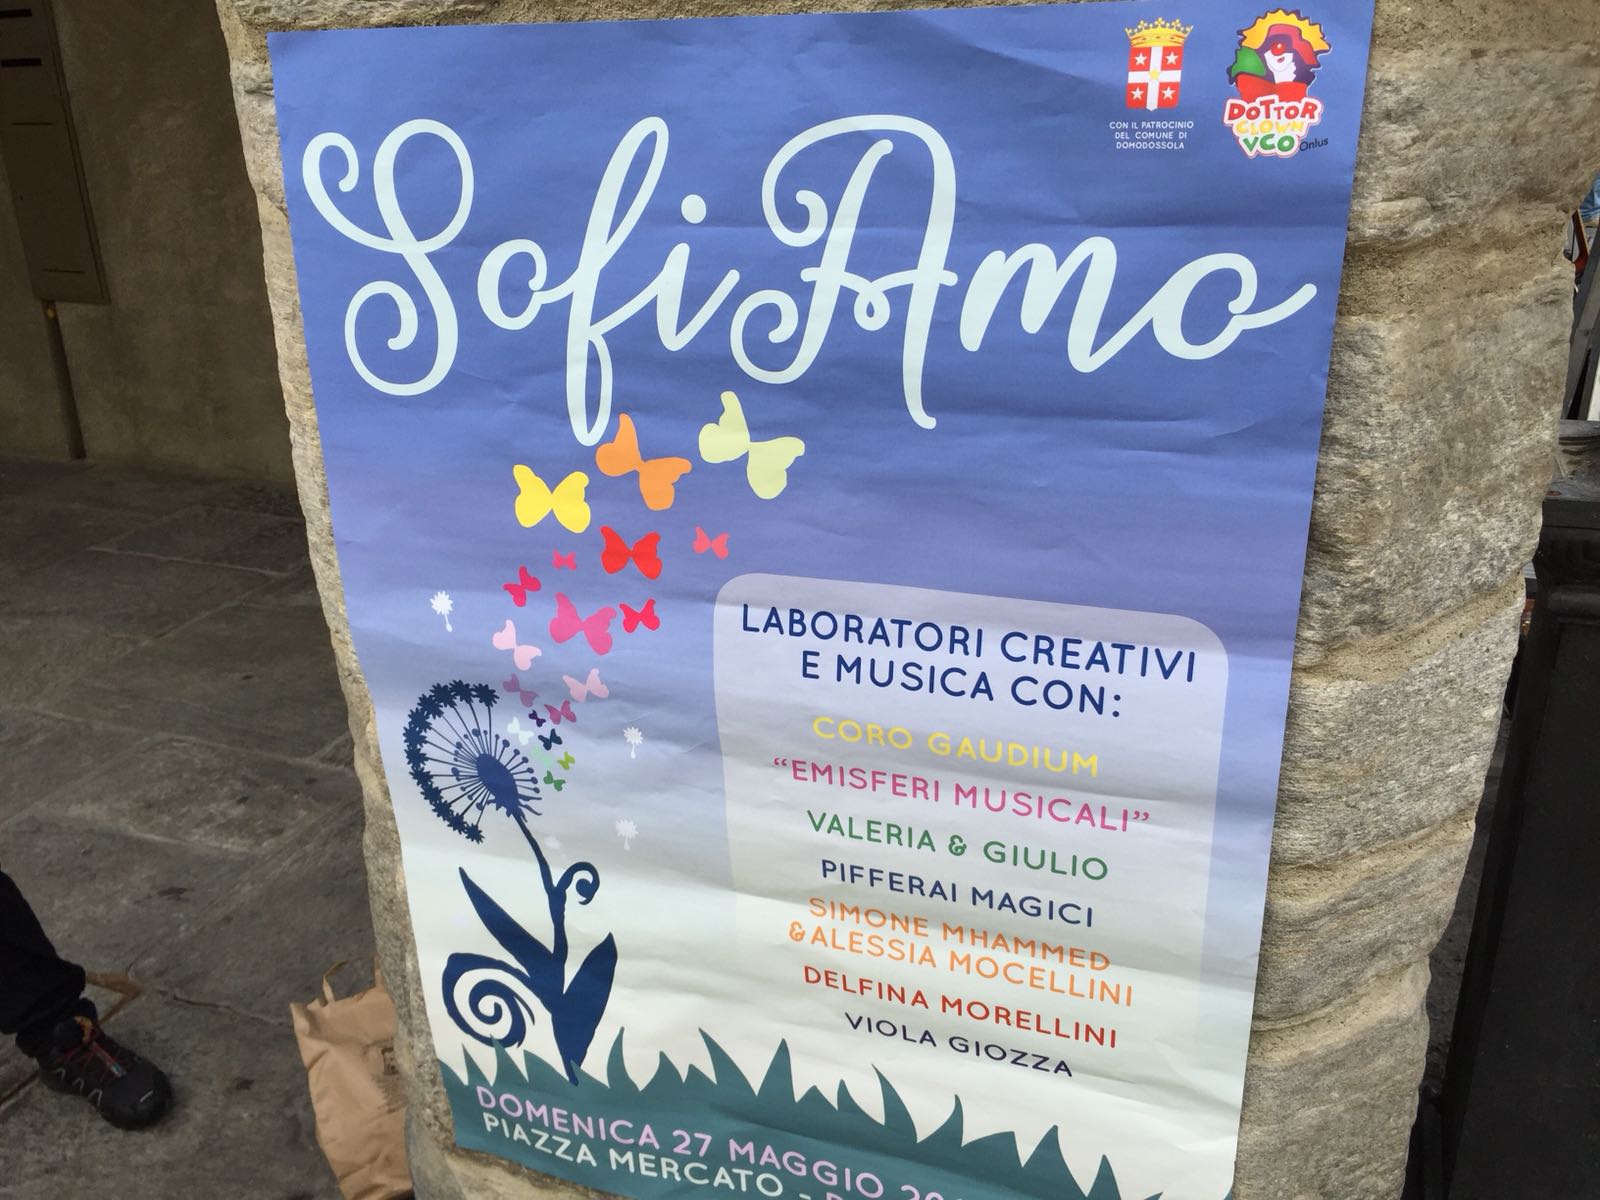 CON IL PATROCINIO
DEL COMUNE DI
DOMODOSSOLA
DOTTOR
CLOWN
VCO Onlus
SofiAmo
LABORATORI CREATIVI
E MUSICA CON:
CORO GAUDIUM
"EMISFERI MUSICALI"
VALERIA & GIULIO
PIFFERAI MAGICI
SIMONE MHAMMED
& ALESSIA MOCELLINI
DELFINA MORELLINI
VIOLA GIOZZA
DOMENICA 27 MAGGIO
PIAZZA MERCATO -